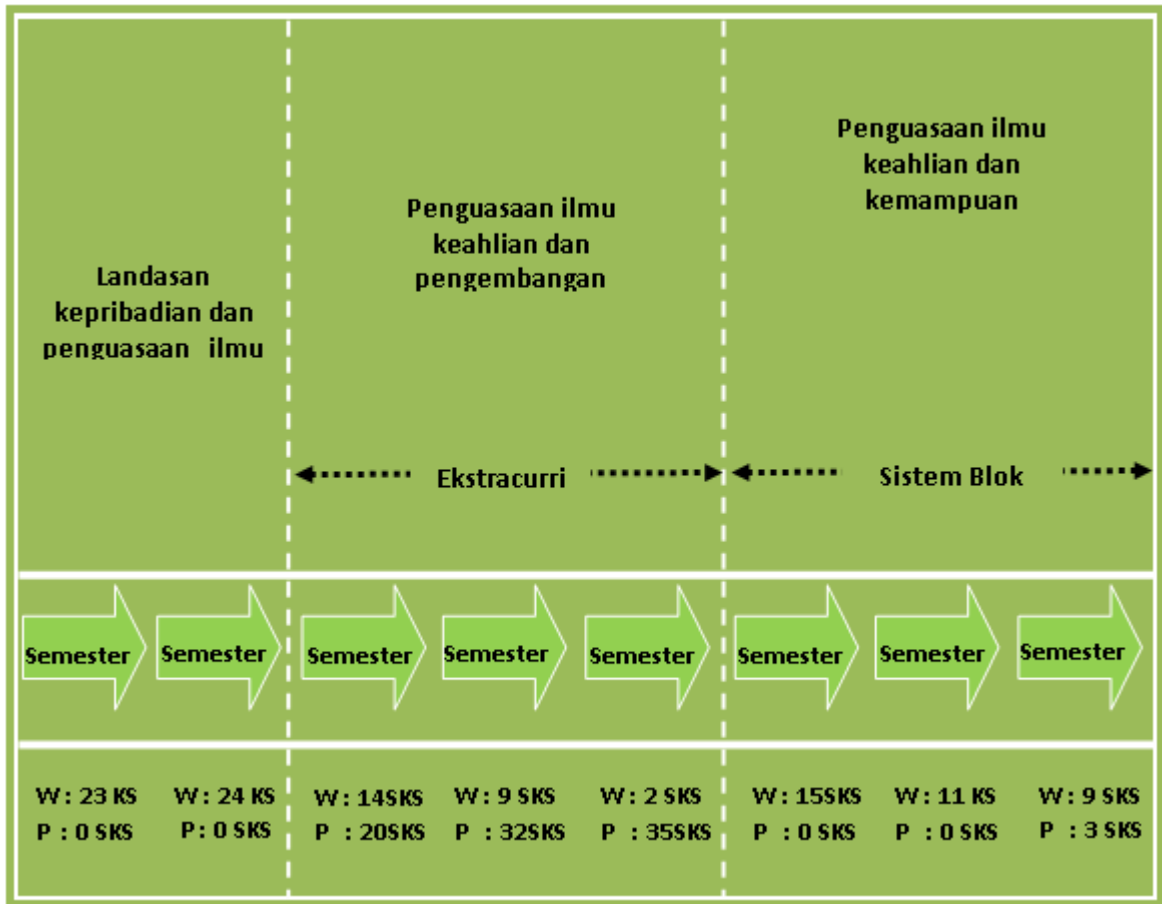 Landasan
kepribadian dan
penguasaan ilmu
Penguasaan ilmu
keahlian dan
pengembangan
Penguasaan ilmu
keahlian dan
kemampuan
Ekstracurri
Sistem Blok
Semester
Semester
Semester
Semester
Semester
Semester
Semester
Semester
W : 23 KS
P : 0 SKS
W : 24 KS
P : 0 SKS
W : 14SKS
P : 20SKS
W : 9 SKS
P : 32SKS
W : 2 SKS
P : 35SKS
W : 15SKS
P : 0 SKS
W : 11 KS
P : 0 SKS
W : 9 SKS
P : 3 SKS